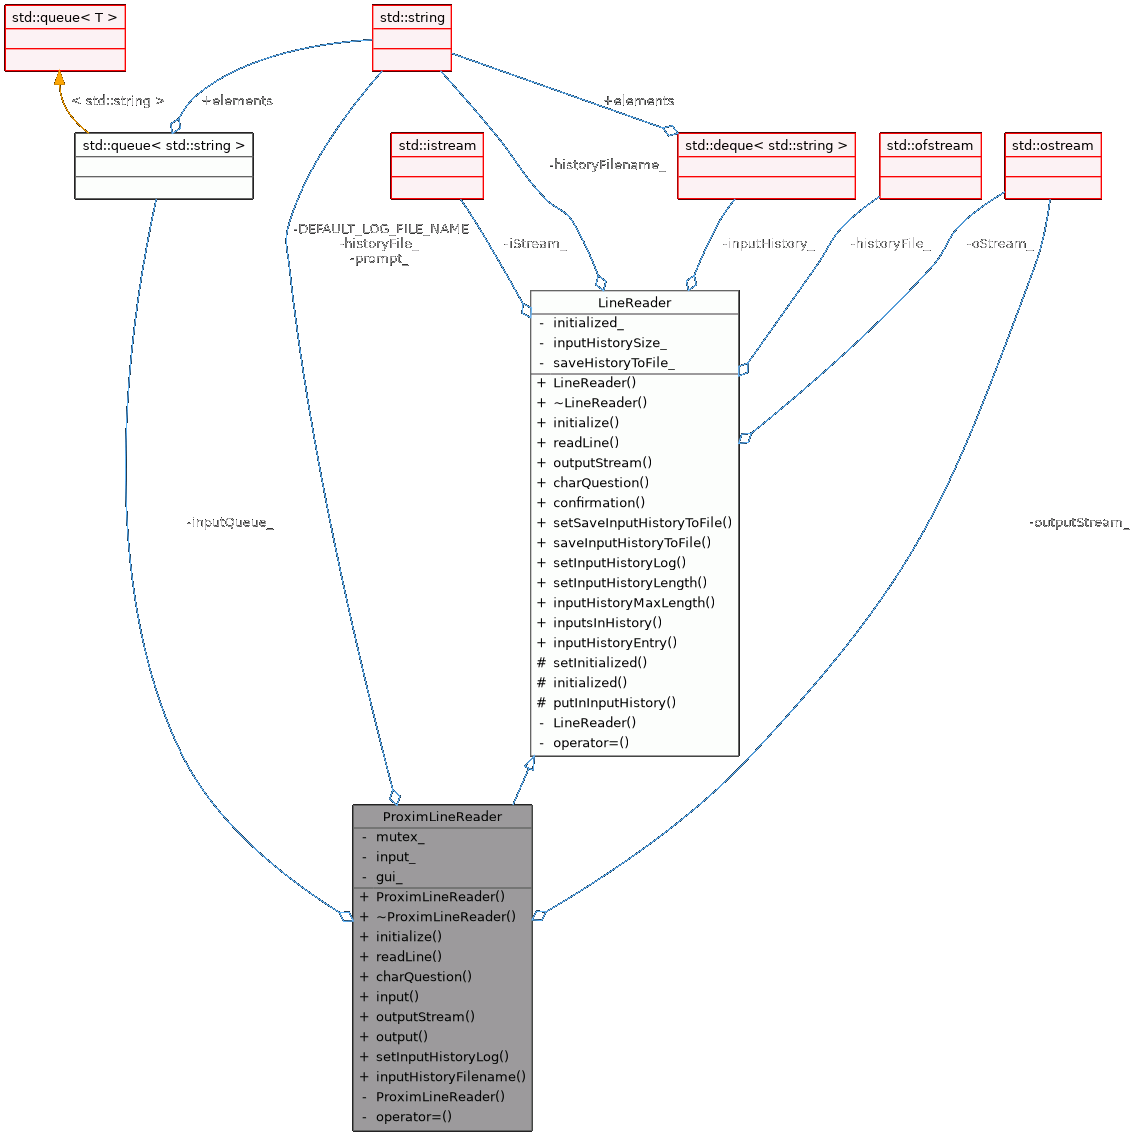 std::queue< T >
std::string
< std::string >
+elements
+elements
std::queue< std::string >
std::istream
std::deque< std::string >
std::ofstream
std::ostream
-historyFilename_
-DEFAULT_LOG_FILE_NAME
-historyFile_
-prompt_
-iStream_
-inputHistory_
-historyFile_
-oStream_
LineReader
- initialized_
- inputHistorySize_
- saveHistoryToFile_
+ LineReader()
+ ~LineReader()
+ initialize()
+ readLine()
+ outputStream()
+ charQuestion()
+ confirmation()
+ setSaveInputHistoryToFile()
+ saveInputHistoryToFile()
+ setInputHistoryLog()
+ setInputHistoryLength()
+ inputHistoryMaxLength()
+ inputsInHistory()
+ inputHistoryEntry()
# setInitialized()
# initialized()
# putInInputHistory()
- LineReader()
- operator=()
-inputQueue_
-outputStream_
ProximLineReader
- mutex_
- input_
- gui_
+ ProximLineReader()
+ ~ProximLineReader()
+ initialize()
+ readLine()
+ charQuestion()
+ input()
+ outputStream()
+ output()
+ setInputHistoryLog()
+ inputHistoryFilename()
- ProximLineReader()
- operator=()